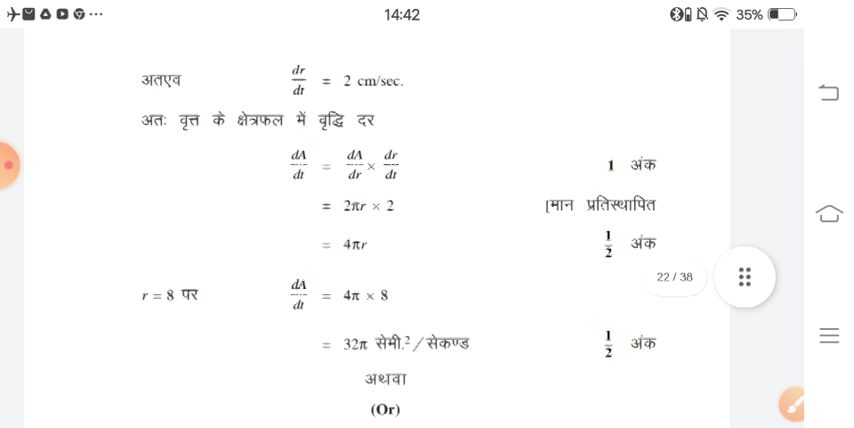 14:42
35%
अतएव dr/dt = 2 cm/sec.
अतः वृत्त के क्षेत्रफल में वृद्धि दर
dA/dt = dA/dr × dr/dt 1 अंक
= 2πr × 2 [मान प्रतिस्थापित
= 4πr 1/2 अंक
22 / 38
r = 8 पर dA/dt = 4π × 8
= 32π सेमी.²/सेकण्ड 1/2 अंक
अथवा
(Or)